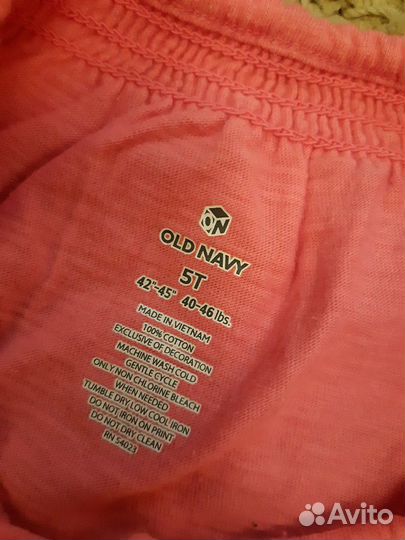 ON
OLD NAVY
5T
42"-45" 40-46 lbs.
MADE IN VIETNAM
100% COTTON
EXCLUSIVE OF DECORATION
MACHINE WASH COLD
GENTLE CYCLE
ONLY NON CHLORINE BLEACH
WHEN NEEDED
TUMBLE DRY LOW COOL IRON
DO NOT IRON ON PRINT
DO NOT DRY CLEAN
RN 54023
Avito